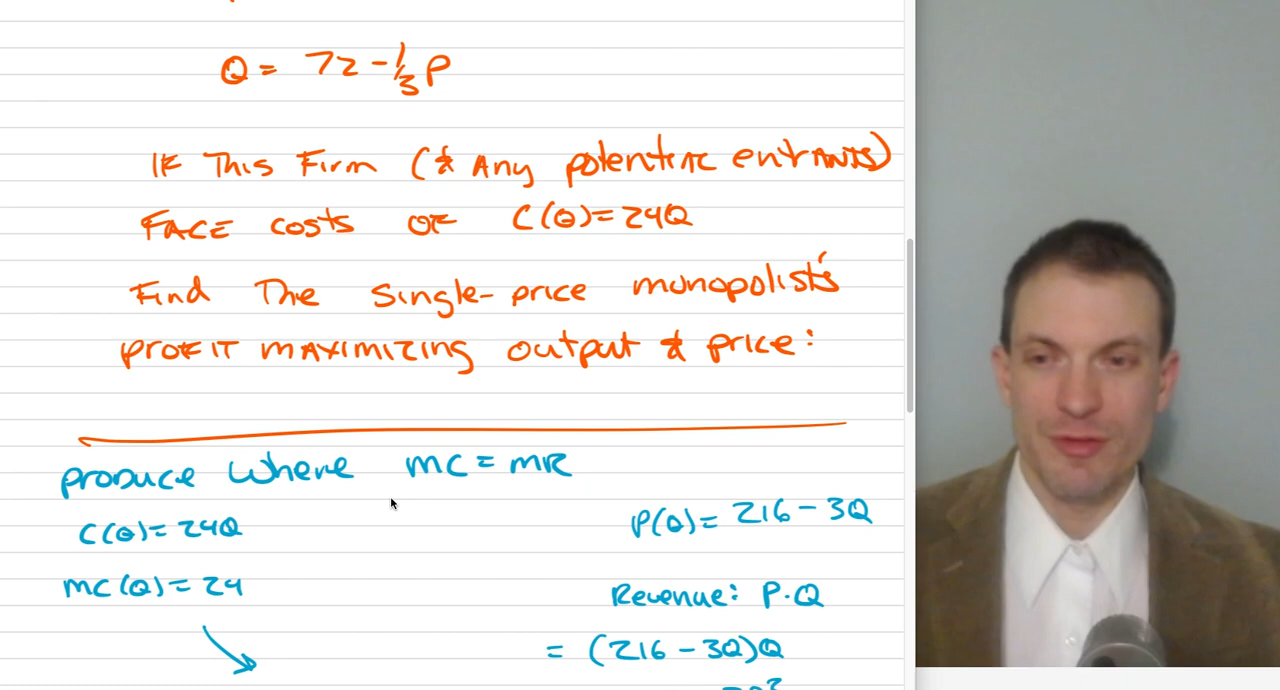 Q = 72 - 1/3 P
IF This Firm (& Any potential entrants)
FACE costs OF C(Q)=24Q
Find The Single-price monopolist's
profit maximizing output & price:
produce where MC = MR
C(Q)=24Q
P(Q)= 216 - 3Q
MC(Q)= 24
Revenue: P·Q
= (216 - 3Q)Q